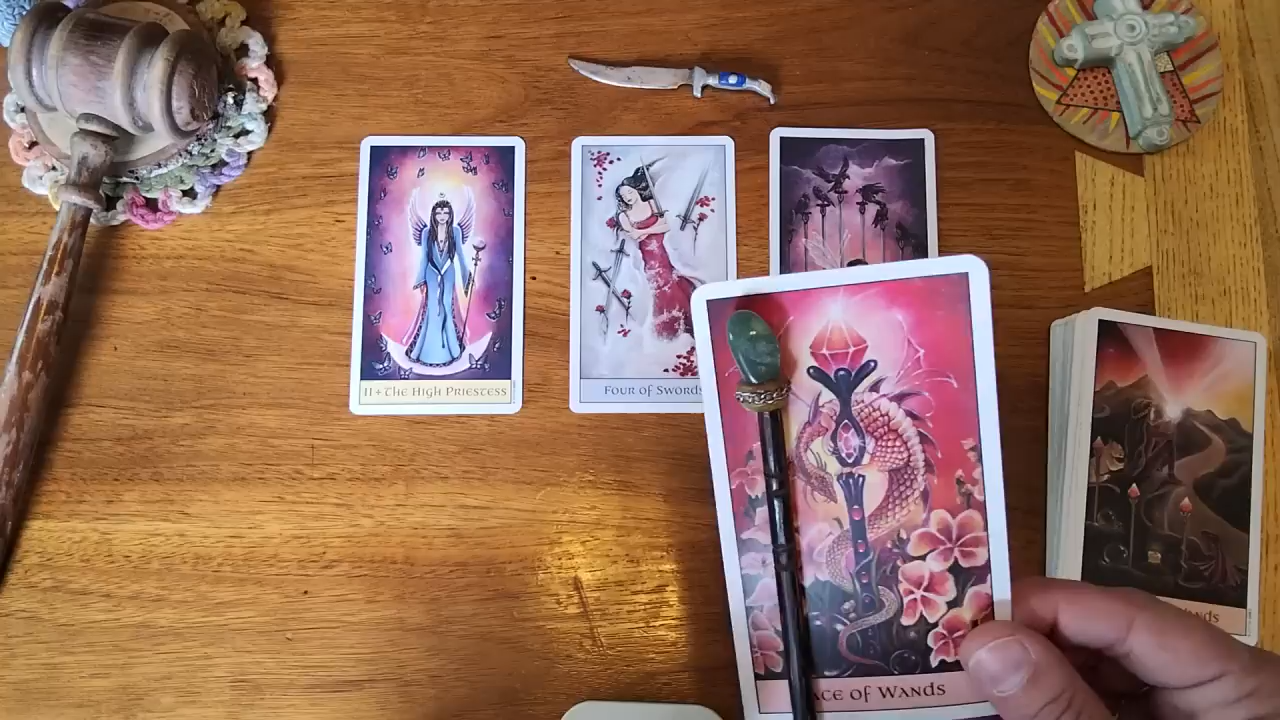 II + THE HIGH PRIESTESS
FOUR OF SWORDS
ACE OF WANDS